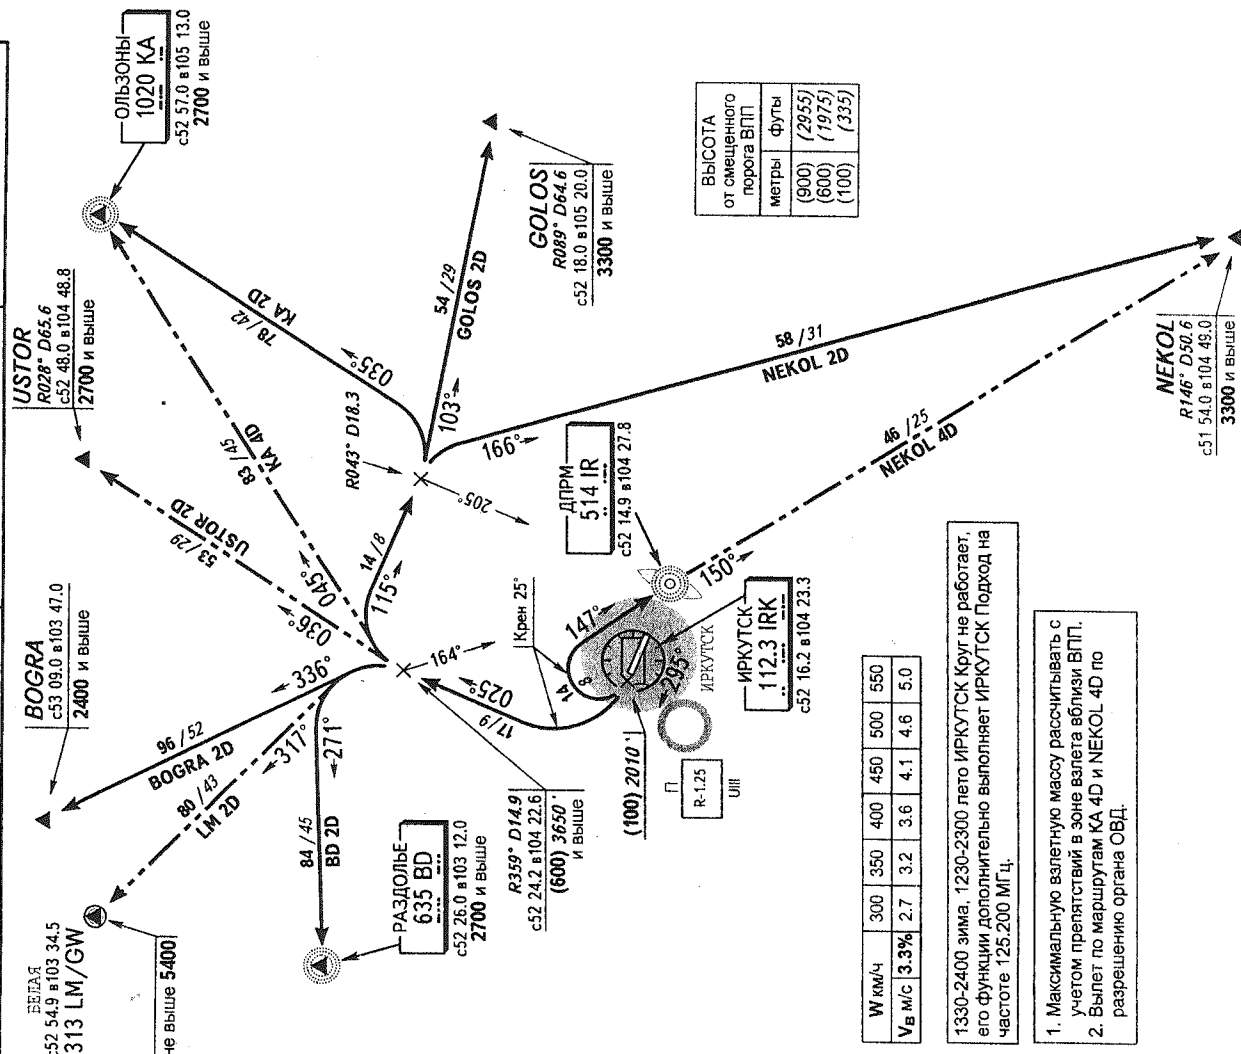 БЕЛАЯ
с52 54.9 в103 34.5
313 LM/GW
не выше 5400
BOGRA
с53 09.0 в103 47.0
2400 и выше
USTOR
R028° D65.6
с52 48.0 в104 48.8
2700 и выше
ОЛЬЗОНЫ
1020 KA
с52 57.0 в105 13.0
2700 и выше
96 / 52
BOGRA 2D
80 / 43
LM 2D
84 / 45
BD 2D
336°
317°
271°
53 / 29
USTOR 2D
036°
83 / 45
KA 4D
045°
78 / 42
KA 2D
035°
R043° D18.3
14 / 8
115°
205°
103°
54 / 29
GOLOS 2D
GOLOS
R089° D64.6
с52 18.0 в105 20.0
3300 и выше
166°
58 / 31
NEKOL 2D
РАЗДОЛЬЕ
635 BD
с52 26.0 в103 12.0
2700 и выше
R359° D14.9
с52 24.2 в104 22.6
(600) 3650'
и выше
164°
025°
17/9
Крен 25°
14
8
147°
295°
(100) 2010'
П
R-1.25
UIII
ИРКУТСК
ИРКУТСК
112.3 IRK
с52 16.2 в104 23.3
ДПРМ
514 IR
с52 14.9 в104 27.8
150°
46 / 25
NEKOL 4D
NEKOL
R146° D50.6
с51 54.0 в104 49.0
3300 и выше
ВЫСОТА
от смещенного
порога ВПП
метры футы
(900) (2955)
(600) (1975)
(100) (335)
W км/ч 300 350 400 450 500 550
Vв м/с 3.3% 2.7 3.2 3.6 4.1 4.6 5.0
1330-2400 зима, 1230-2300 лето ИРКУТСК Круг не работает,
его функции дополнительно выполняет ИРКУТСК Подход на
частоте 125.200 МГц.
1. Максимальную взлетную массу рассчитывать с
учетом препятствий в зоне взлета вблизи ВПП.
2. Вылет по маршрутам KA 4D и NEKOL 4D по
разрешению органа ОВД.